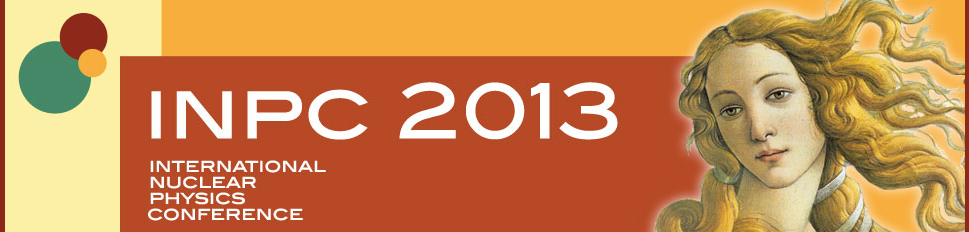 INPC 2013
INTERNATIONAL
NUCLEAR
PHYSICS
CONFERENCE